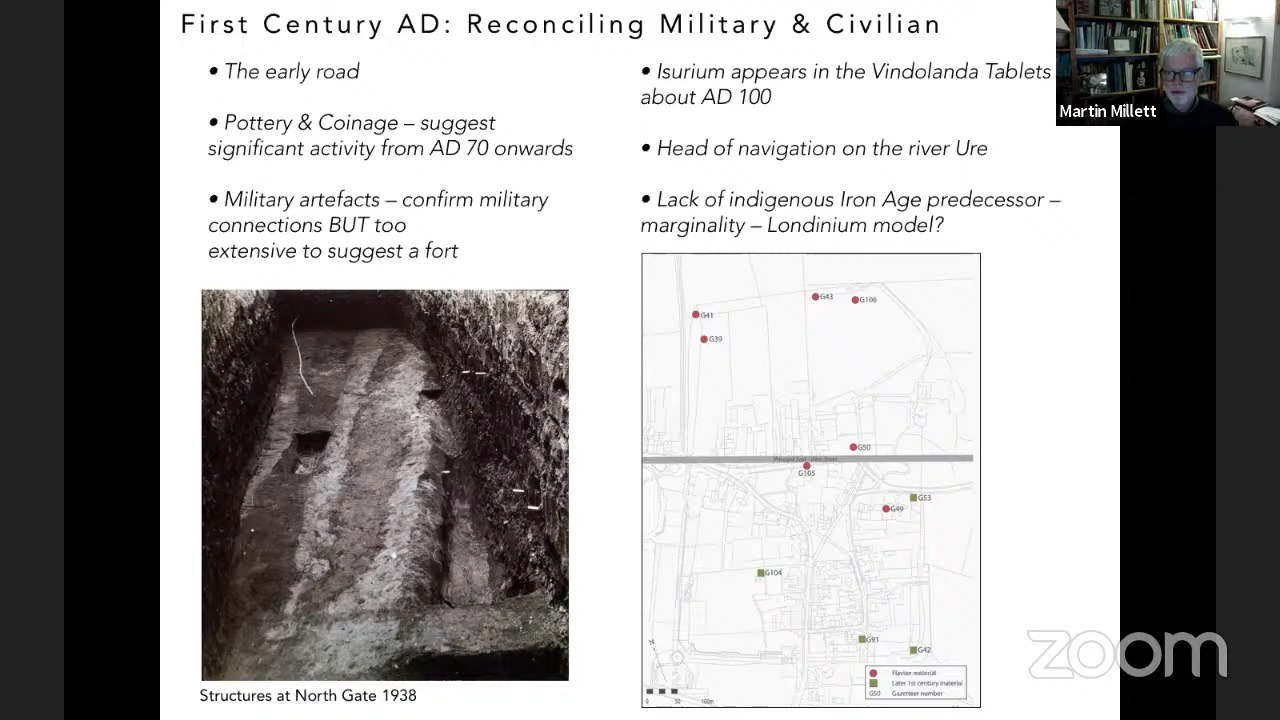 First Century AD: Reconciling Military & Civilian
• The early road
• Pottery & Coinage – suggest
significant activity from AD 70 onwards
• Military artefacts – confirm military
connections BUT too
extensive to suggest a fort
• Isurium appears in the Vindolanda Tablets
about AD 100
• Head of navigation on the river Ure
• Lack of indigenous Iron Age predecessor –
marginality – Londinium model?
Martin Millett
G43
G106
G41
G39
G50
G105
G53
G49
G104
G91
G42
N
0 50 100m
Flavian material
Later 1st century material
G50 Gazetteer number
Structures at North Gate 1938
zoom